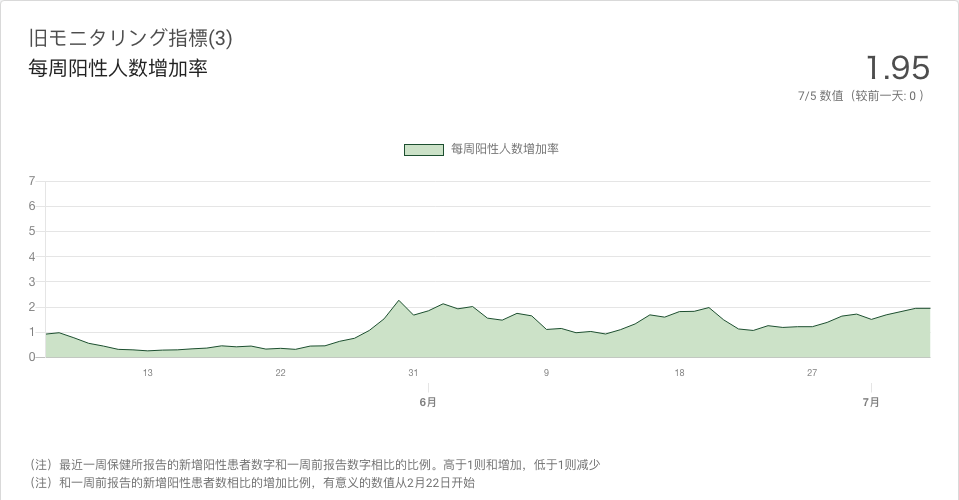 旧モニタリング指標(3)
每周阳性人数增加率
1.95
7/5 数值（较前一天: 0 ）
每周阳性人数增加率
7
6
5
4
3
2
1
0
13 22 31 9 18 27
6月 7月
（注）最近一周保健所报告的新增阳性患者数字和一周前报告数字相比的比例。高于1则和增加，低于1则减少
（注）和一周前报告的新增阳性患者数相比的增加比例，有意义的数值从2月22日开始